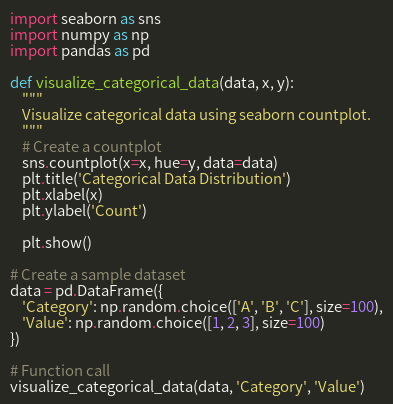 import seaborn as sns
import numpy as np
import pandas as pd

def visualize_categorical_data(data, x, y):
    """
    Visualize categorical data using seaborn countplot.
    """
    # Create a countplot
    sns.countplot(x=x, hue=y, data=data)
    plt.title('Categorical Data Distribution')
    plt.xlabel(x)
    plt.ylabel('Count')

    plt.show()

# Create a sample dataset
data = pd.DataFrame({
    'Category': np.random.choice(['A', 'B', 'C'], size=100),
    'Value': np.random.choice([1, 2, 3], size=100)
})

# Function call
visualize_categorical_data(data, 'Category', 'Value')